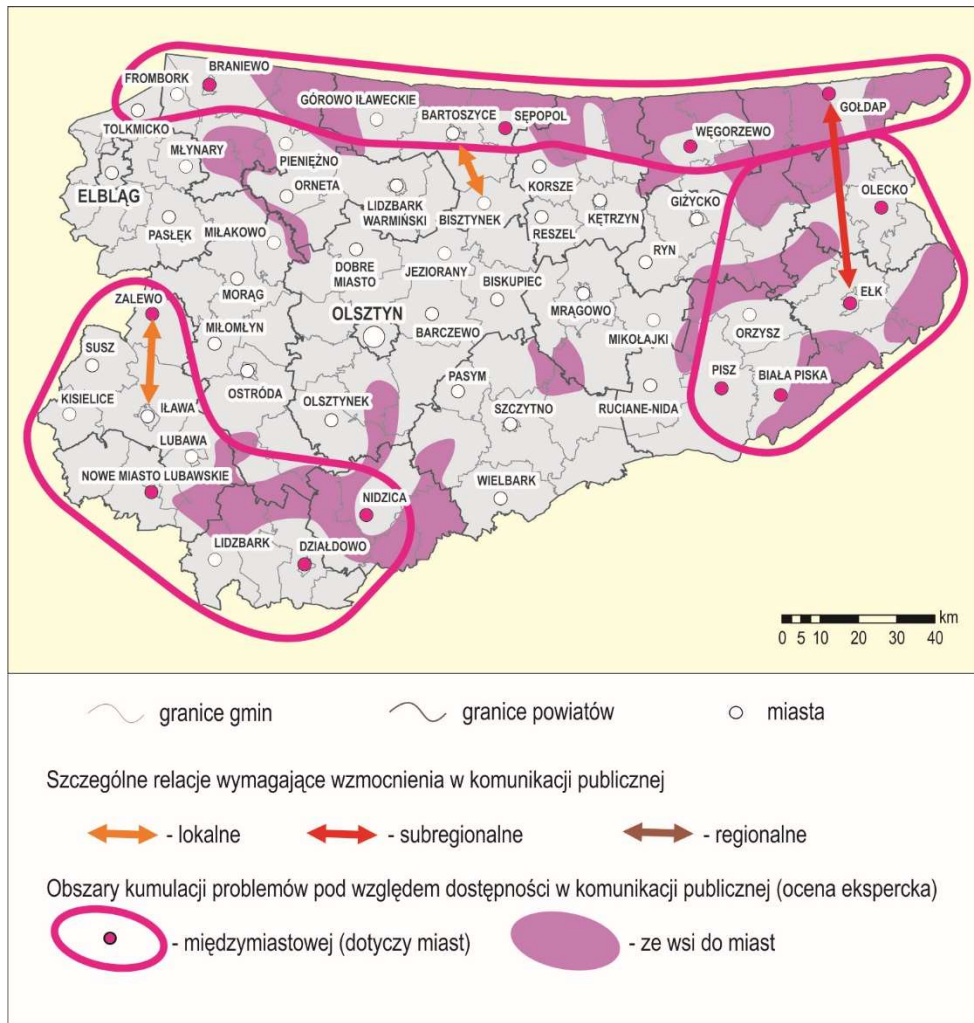 BRANIEWO
FROMBORK
GÓROWO IŁAWECKIE
BARTOSZYCE
SĘPOPOL
GOŁDAP
TOLKMICKO
WĘGORZEWO
MŁYNARY
PIENIĘŻNO
ELBLĄG
ORNETA
LIDZBARK
WARMIŃSKI
BISZTYNEK
KORSZE
KĘTRZYN
RESZEL
GIŻYCKO
OLECKO
PASŁĘK
MIŁAKOWO
RYN
DOBRE
MIASTO
JEZIORANY
BISKUPIEC
MORĄG
ZALEWO
OLSZTYN
MRĄGOWO
EŁK
MIŁOMŁYN
BARCZEWO
MIKOŁAJKI
ORZYSZ
SUSZ
KISIELICE
IŁAWA
OSTRÓDA
OLSZTYNEK
PASYM
SZCZYTNO
RUCIANE-NIDA
PISZ
BIAŁA PISKA
LUBAWA
NOWE MIASTO LUBAWSKIE
NIDZICA
WIELBARK
LIDZBARK
DZIAŁDOWO
km
0 5 10 20 30 40
granice gmin
granice powiatów
miasta
Szczególne relacje wymagające wzmocnienia w komunikacji publicznej
- lokalne
- subregionalne
- regionalne
Obszary kumulacji problemów pod względem dostępności w komunikacji publicznej (ocena ekspercka)
- międzymiastowej (dotyczy miast)
- ze wsi do miast